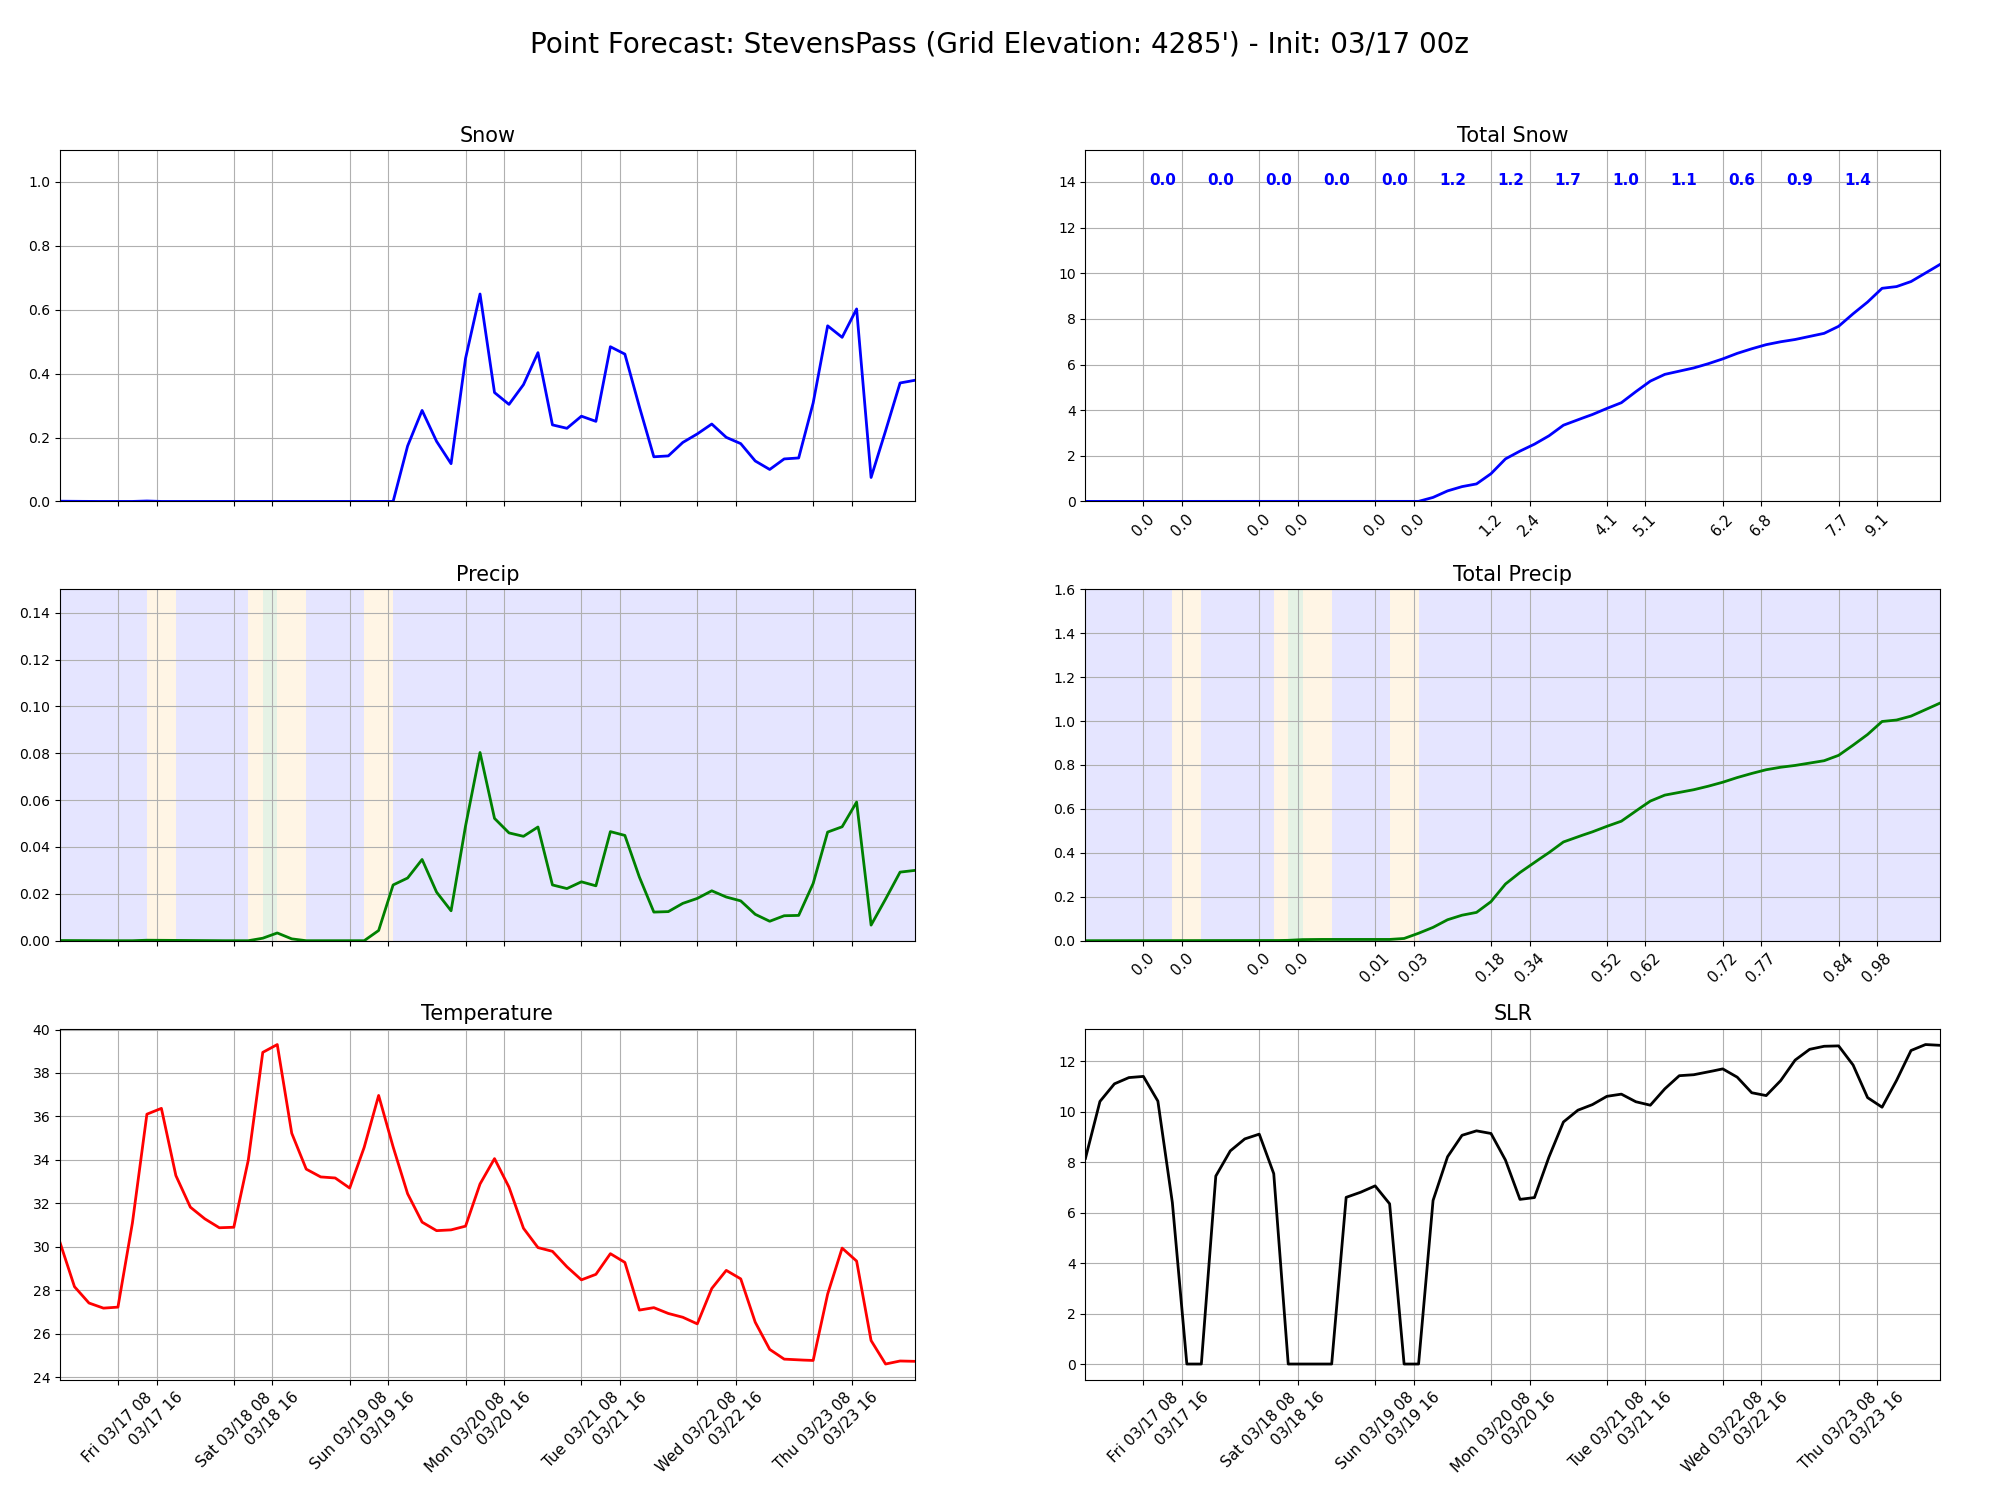 Point Forecast: StevensPass (Grid Elevation: 4285') - Init: 03/17 00z
Snow
1.0
0.8
0.6
0.4
0.2
0.0
Total Snow
0.0 0.0 0.0 0.0 0.0 1.2 1.2 1.7 1.0 1.1 0.6 0.9 1.4
14
12
10
8
6
4
2
0
0.0 0.0 0.0 0.0 0.0 0.0 1.2 2.4 4.1 5.1 6.2 6.8 7.7 9.1
Precip
0.14
0.12
0.10
0.08
0.06
0.04
0.02
0.00
Total Precip
1.6
1.4
1.2
1.0
0.8
0.6
0.4
0.2
0.0
0.0 0.0 0.0 0.0 0.01 0.03 0.18 0.34 0.52 0.62 0.72 0.77 0.84 0.98
Temperature
40
38
36
34
32
30
28
26
24
Fri 03/17 08
03/17 16
Sat 03/18 08
03/18 16
Sun 03/19 08
03/19 16
Mon 03/20 08
03/20 16
Tue 03/21 08
03/21 16
Wed 03/22 08
03/22 16
Thu 03/23 08
03/23 16
SLR
12
10
8
6
4
2
0
Fri 03/17 08
03/17 16
Sat 03/18 08
03/18 16
Sun 03/19 08
03/19 16
Mon 03/20 08
03/20 16
Tue 03/21 08
03/21 16
Wed 03/22 08
03/22 16
Thu 03/23 08
03/23 16